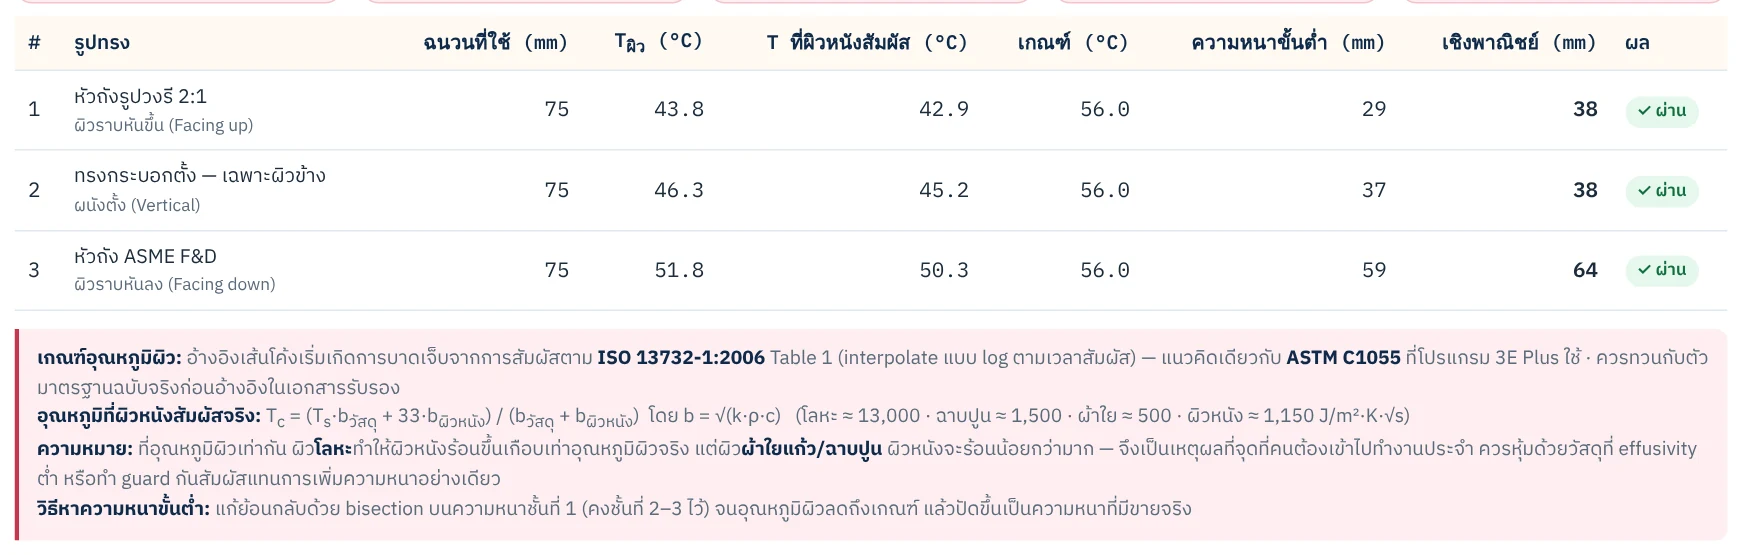 # รูปทรง ฉนวนที่ใช้ (mm) Tผิว (°C) T ที่ผิวหนังสัมผัส (°C) เกณฑ์ (°C) ความหนาขั้นต่ำ (mm) เชิงพาณิชย์ (mm) ผล
1 หัวถังรูปวงรี 2:1 75 43.8 42.9 56.0 29 38 ✓ ผ่าน
ผิวราบหันขึ้น (Facing up)
2 ทรงกระบอกตั้ง — เฉพาะผิวข้าง 75 46.3 45.2 56.0 37 38 ✓ ผ่าน
ผนังตั้ง (Vertical)
3 หัวถัง ASME F&D 75 51.8 50.3 56.0 59 64 ✓ ผ่าน
ผิวราบหันลง (Facing down)
เกณฑ์อุณหภูมิผิว: อ้างอิงเส้นโค้งเริ่มเกิดการบาดเจ็บจากการสัมผัสตาม ISO 13732-1:2006 Table 1 (interpolate แบบ log ตามเวลาสัมผัส) — แนวคิดเดียวกับ ASTM C1055 ที่โปรแกรม 3E Plus ใช้ · ควรทวนกับตัว
มาตรฐานฉบับจริงก่อนอ้างอิงในเอกสารรับรอง
อุณหภูมิที่ผิวหนังสัมผัสจริง: Tc = (Ts·bวัสดุ + 33·bผิวหนัง) / (bวัสดุ + bผิวหนัง) โดย b = √(k·ρ·c) (โลหะ ≈ 13,000 · ฉาบปูน ≈ 1,500 · ผ้าใย ≈ 500 · ผิวหนัง ≈ 1,150 J/m²·K·√s)
ความหมาย: ที่อุณหภูมิผิวเท่ากัน ผิวโลหะทำให้ผิวหนังร้อนขึ้นเกือบเท่าอุณหภูมิผิวจริง แต่ผิวผ้าใยแก้ว/ฉาบปูน ผิวหนังจะร้อนน้อยกว่ามาก — จึงเป็นเหตุผลที่จุดที่คนต้องเข้าไปทำงานประจำ ควรหุ้มด้วยวัสดุที่ effusivity
ต่ำ หรือทำ guard กันสัมผัสแทนการเพิ่มความหนาอย่างเดียว
วิธีหาความหนาขั้นต่ำ: แก้ย้อนกลับด้วย bisection บนความหนาชั้นที่ 1 (คงชั้นที่ 2–3 ไว้) จนอุณหภูมิผิวลดถึงเกณฑ์ แล้วปัดขึ้นเป็นความหนาที่มีขายจริง